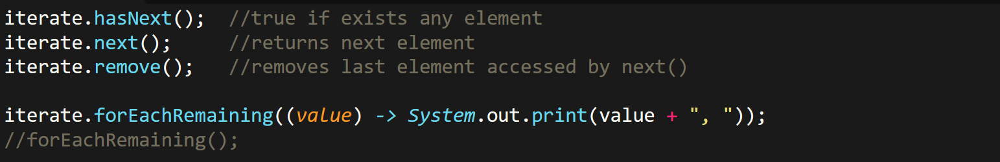 iterate.hasNext();  //true if exists any element
iterate.next();     //returns next element
iterate.remove();   //removes last element accessed by next()
iterate.forEachRemaining((value) -> System.out.print(value + ", "));
//forEachRemaining();